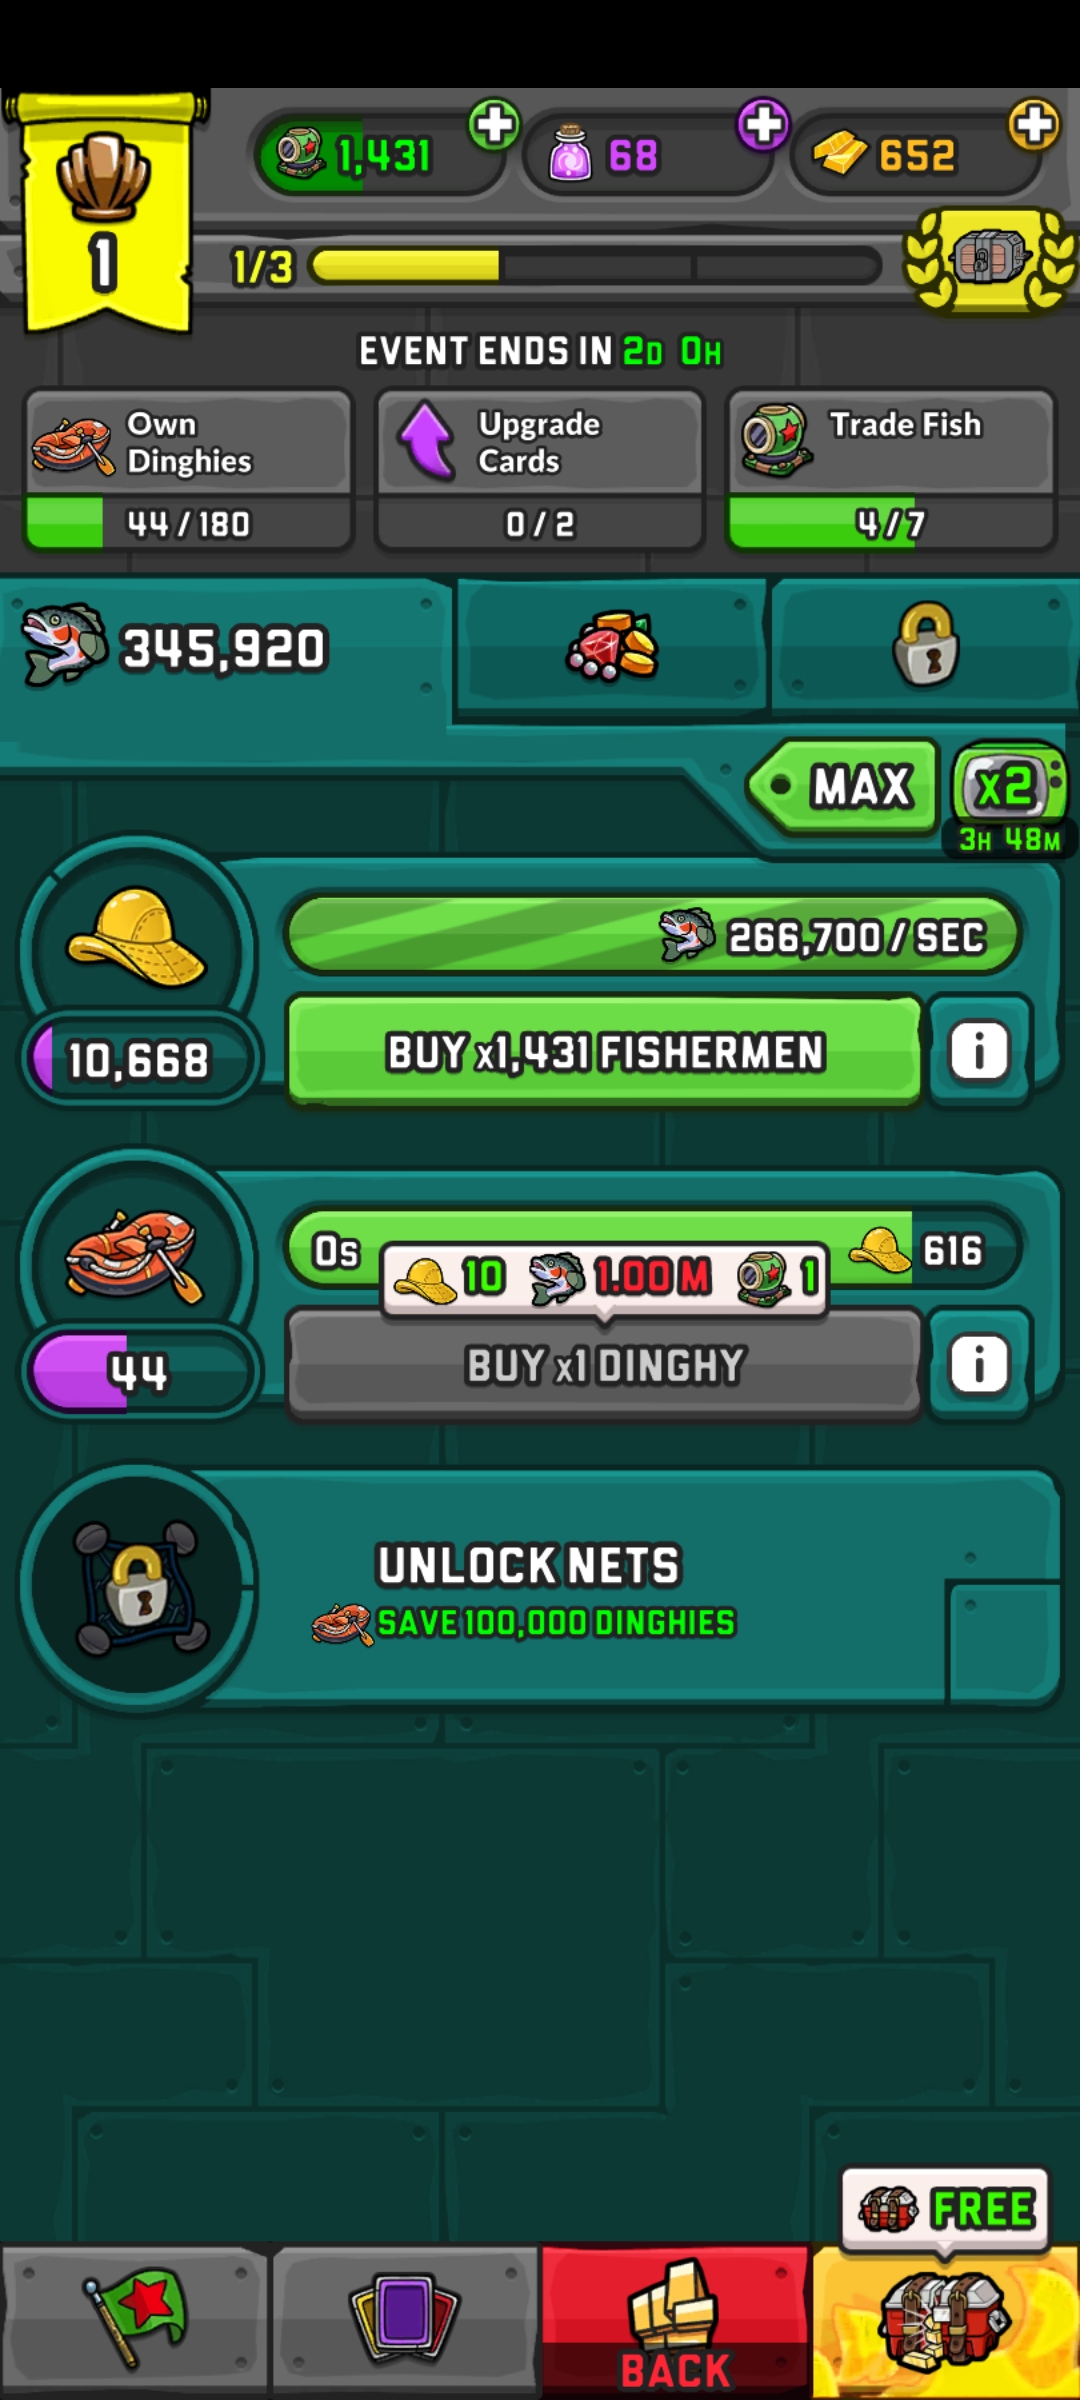 1,431
68
652
1
1/3
EVENT ENDS IN 2D 0H
Own Dinghies
44 / 180
Upgrade Cards
0 / 2
Trade Fish
4 / 7
345,920
MAX
x2
3H 48M
266,700 / SEC
10,668
BUY x1,431 FISHERMEN
i
0s
616
10
1.00 M
1
44
BUY x1 DINGHY
i
UNLOCK NETS
SAVE 100,000 DINGHIES
FREE
BACK